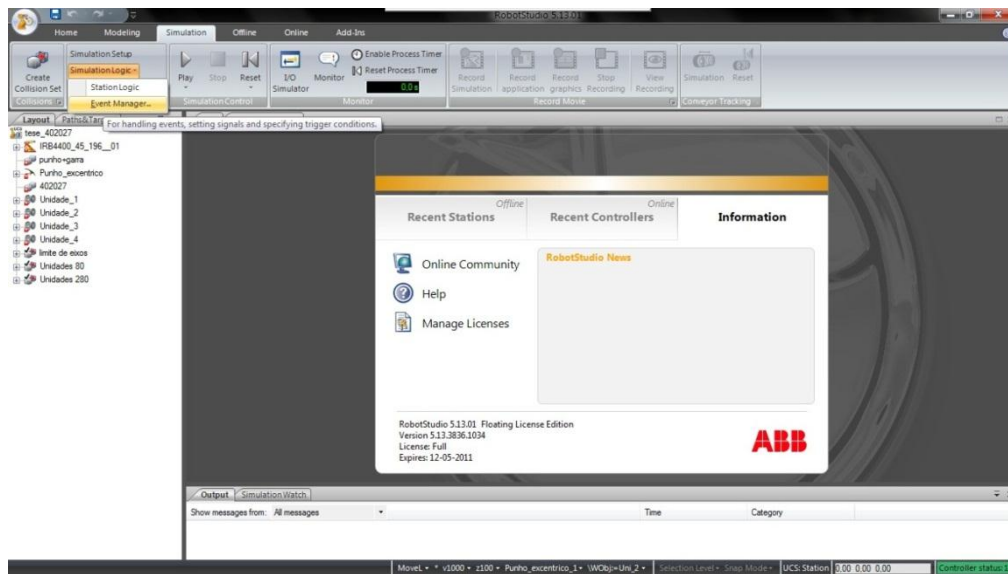 RobotStudio 5.13.01
Home Modeling Simulation Offline Online Add-Ins
Create Collision Set
Simulation Setup
Simulation Logic
Station Logic
Event Manager...
Play Stop Reset
I/O Simulator
Monitor
Enable Process Timer
Reset Process Timer
0,0 s
Record Simulation
Record application
Record graphics
Stop Recording
View Recording
Simulation Reset
Collisions
Simulation Control
Monitor
Record Movie
Conveyor Tracking
Layout
For handling events, setting signals and specifying trigger conditions.
tese_402027
IRB4400_45_196__01
punho+garra
Punho_excentrico
402027
Unidade_1
Unidade_2
Unidade_3
Unidade_4
limite de eixos
Unidades 80
Unidades 280
Offline
Recent Stations
Online
Recent Controllers
Information
Online Community
Help
Manage Licenses
RobotStudio News
RobotStudio 5.13.01 Floating License Edition
Version 5.13.3836.1034
License: Full
Expires: 12-05-2011
ABB
Output Simulation Watch
Show messages from: All messages Time Category
MoveL * v1000 z100 Punho_excentrico_1 \WObj:=Uni_2 Selection Level Snap Mode UCS: Station 0,00 0,00 0,00 Controller status: